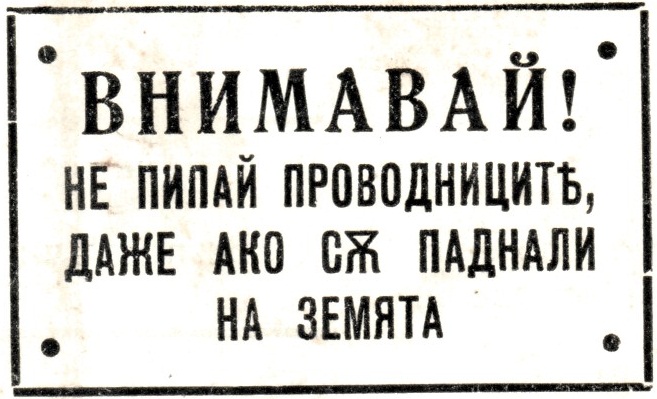 ВНИМАВАЙ!
НЕ ПИПАЙ ПРОВОДНИЦИТѢ,
ДАЖЕ АКО СѪ ПАДНАЛИ
НА ЗЕМЯТА